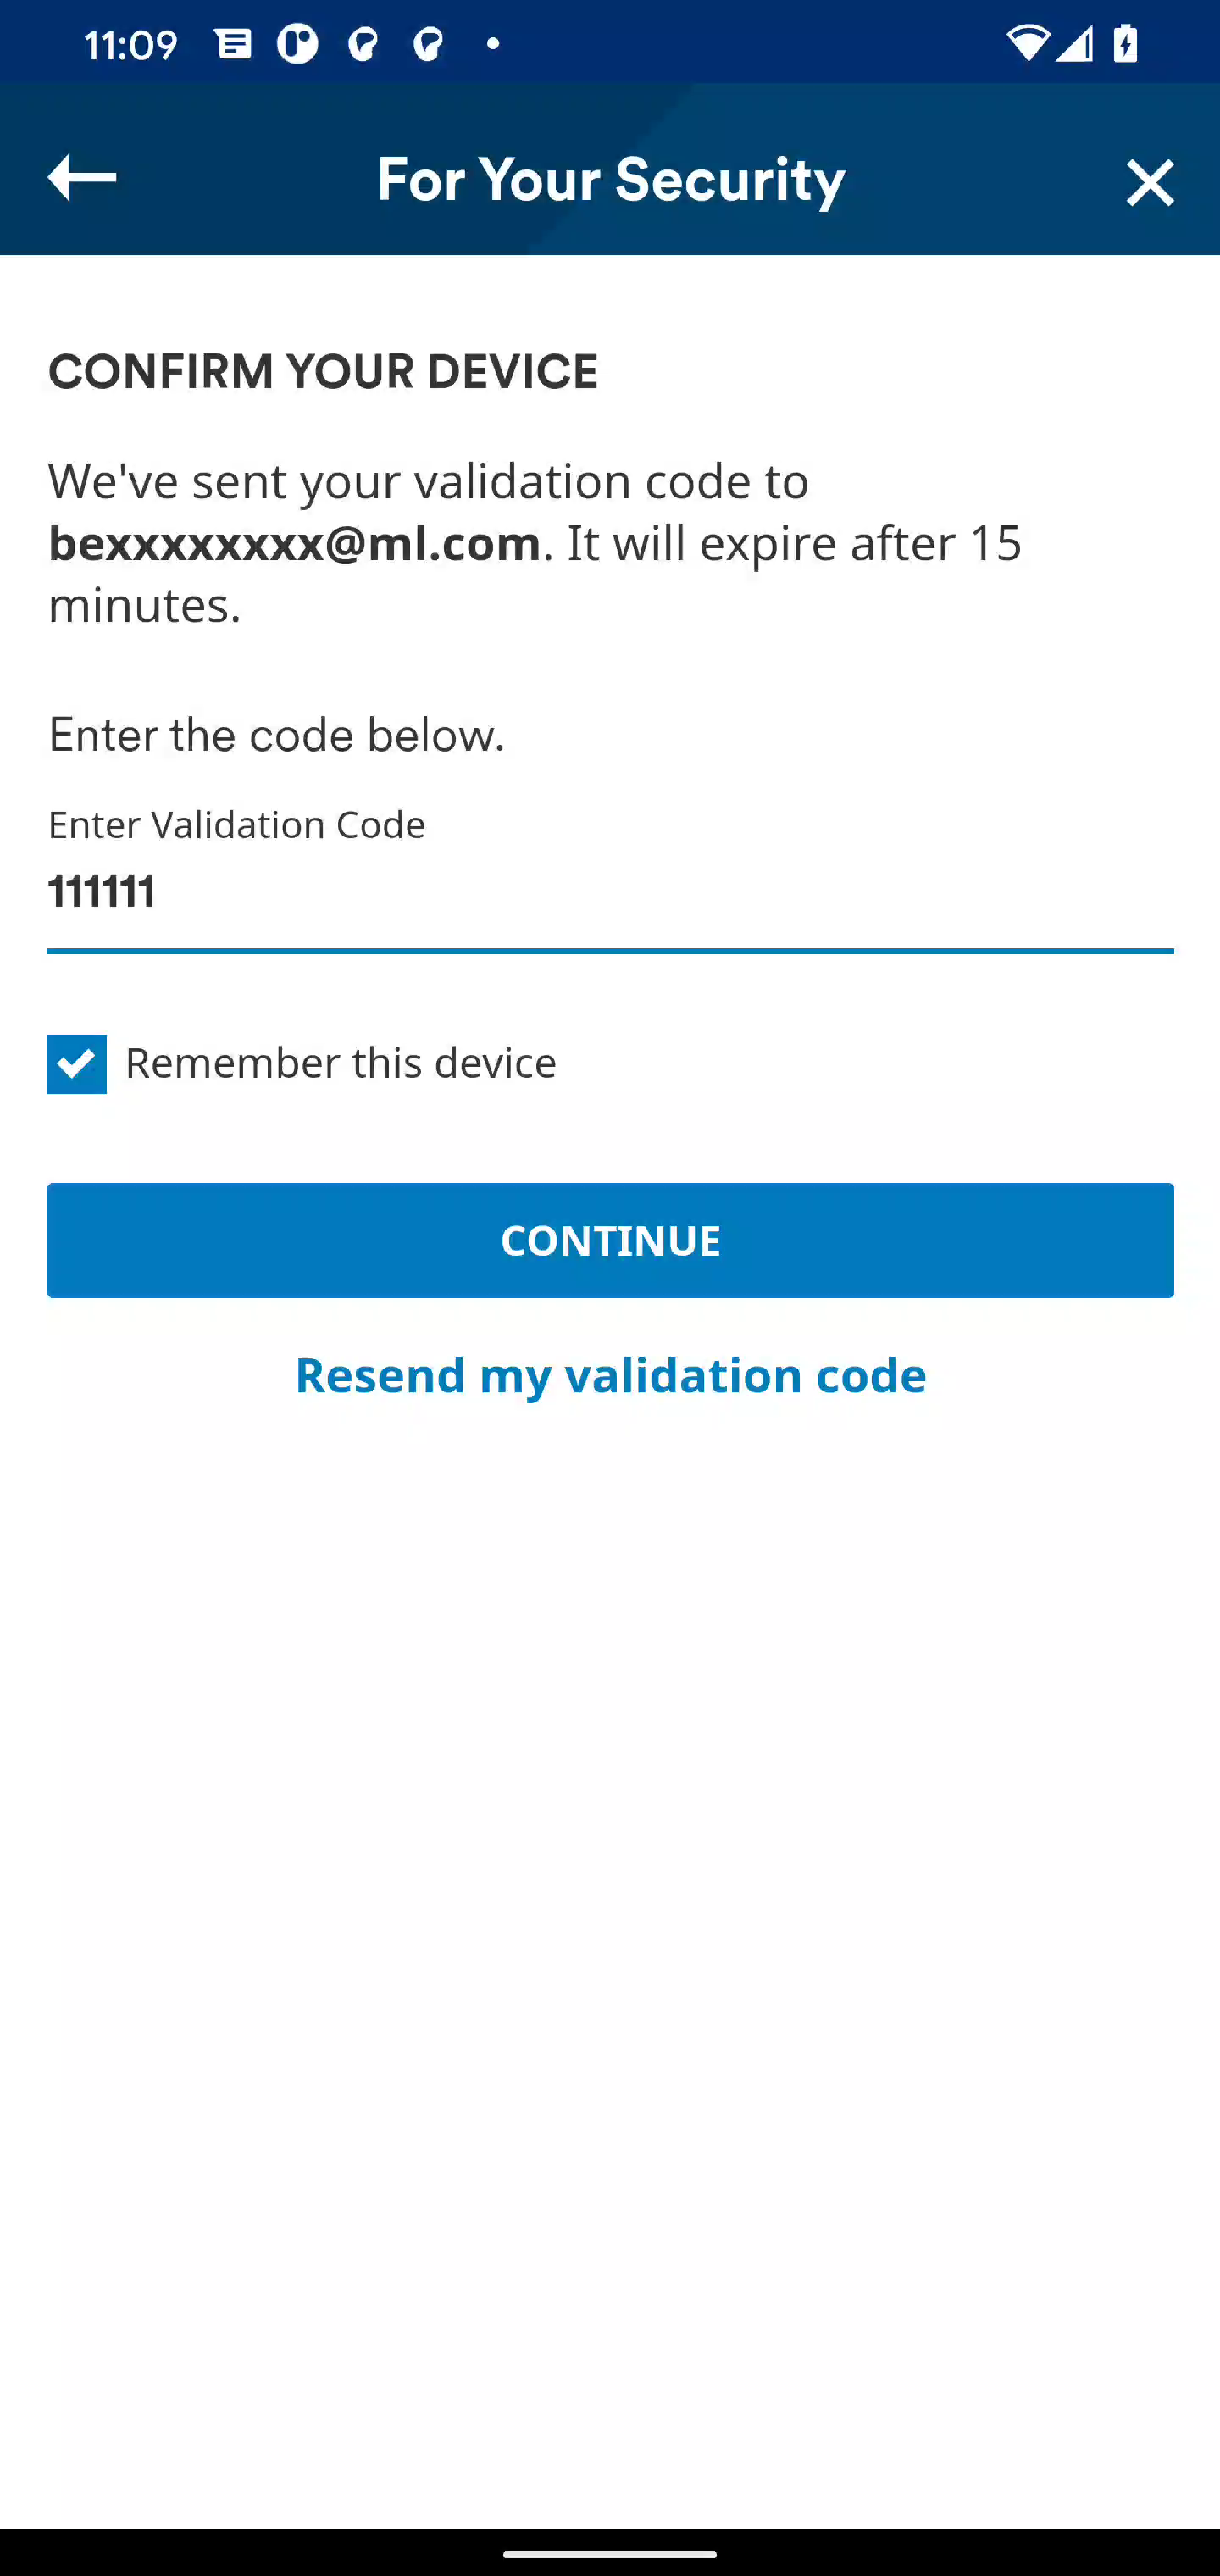 11:09
For Your Security
CONFIRM YOUR DEVICE
We've sent your validation code to
bexxxxxxxx@ml.com. It will expire after 15
minutes.
Enter the code below.
Enter Validation Code
111111
Remember this device
CONTINUE
Resend my validation code